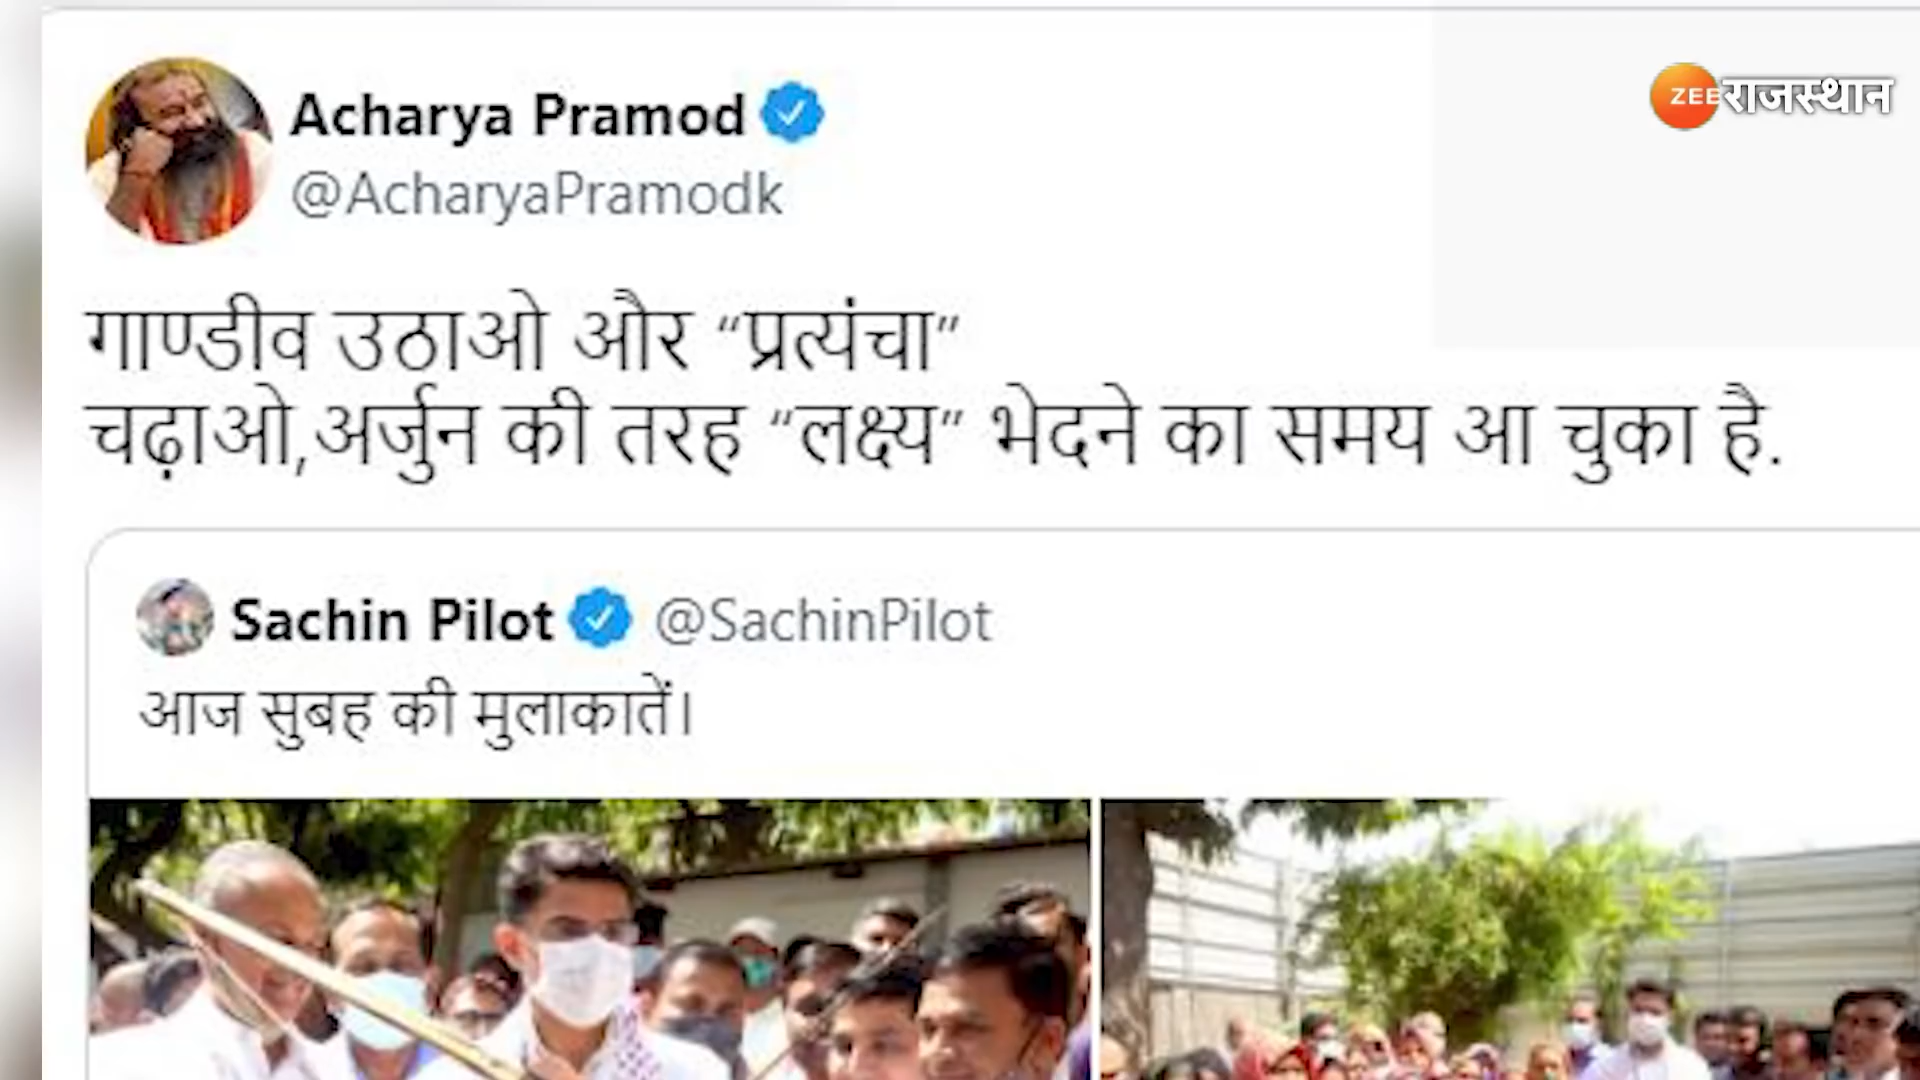 Acharya Pramod
ZEE राजस्थान
@AcharyaPramodk
गाण्डीव उठाओ और “प्रत्यंचा”
चढ़ाओ,अर्जुन की तरह “लक्ष्य” भेदने का समय आ चुका है.
Sachin Pilot @SachinPilot
आज सुबह की मुलाकातें।